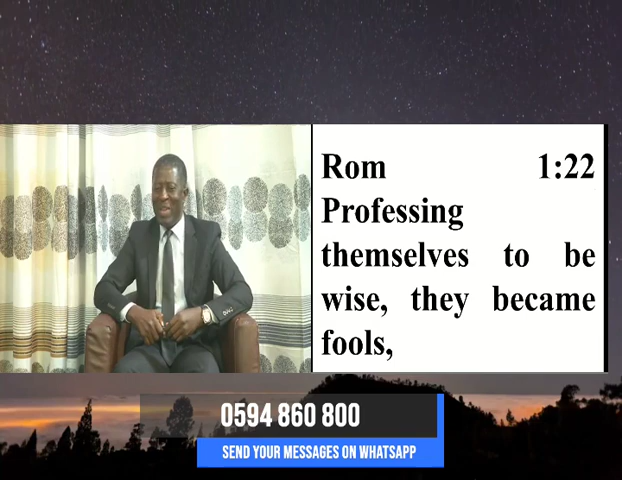 Rom 1:22
Professing
themselves to be
wise, they became
fools,
0594 860 800
SEND YOUR MESSAGES ON WHATSAPP